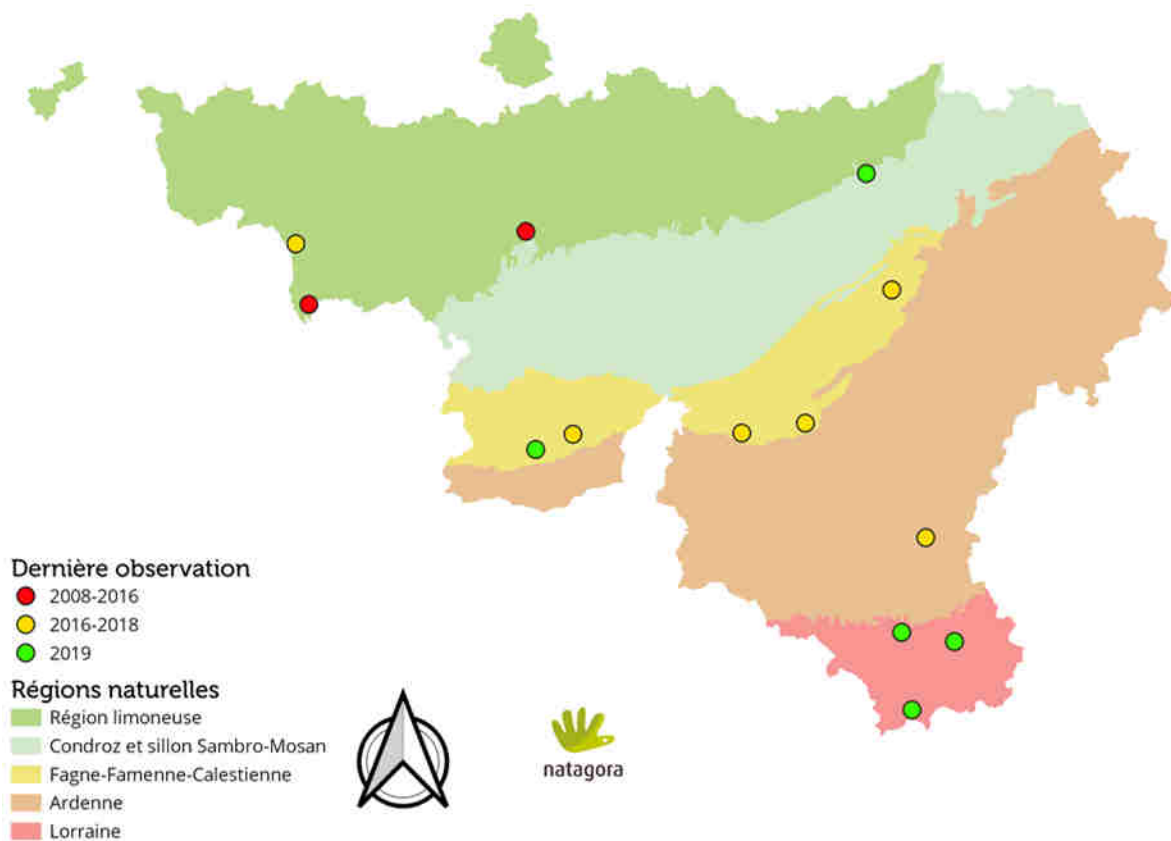 Dernière observation
2008-2016
2016-2018
2019
Régions naturelles
Région limoneuse
Condroz et sillon Sambro-Mosan
Fagne-Famenne-Calestienne
Ardenne
Lorraine
natagora